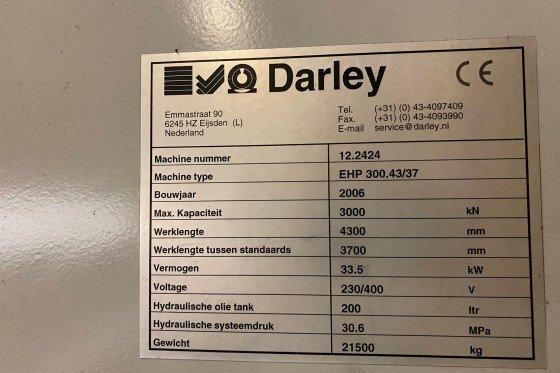 Darley CE
Emmastraat 90
6245 HZ Eijsden (L)
Nederland
Tel. (+31) (0) 43-4097409
Fax. (+31) (0) 43-4093990
E-mail service@darley.nl
Machine nummer 12.2424
Machine type EHP 300.43/37
Bouwjaar 2006
Max. Kapaciteit 3000 kN
Werklengte 4300 mm
Werklengte tussen standaards 3700 mm
Vermogen 33.5 kW
Voltage 230/400 V
Hydraulische olie tank 200 ltr
Hydraulische systeemdruk 30.6 MPa
Gewicht 21500 kg